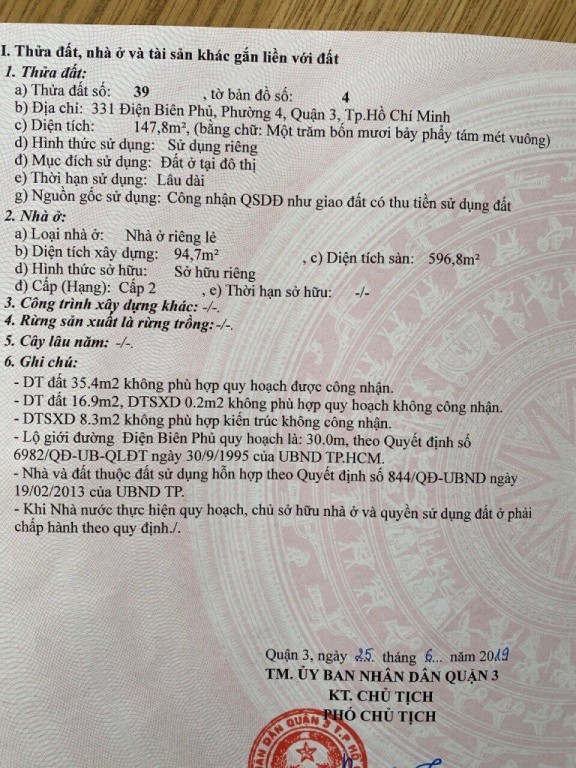 I. Thửa đất, nhà ở và tài sản khác gắn liền với đất
1. Thửa đất:
a) Thửa đất số: 39 , tờ bản đồ số: 4
b) Địa chỉ: 331 Điện Biên Phủ, Phường 4, Quận 3, Tp.Hồ Chí Minh
c) Diện tích: 147,8m², (bằng chữ: Một trăm bốn mươi bảy phẩy tám mét vuông)
d) Hình thức sử dụng: Sử dụng riêng
đ) Mục đích sử dụng: Đất ở tại đô thị
e) Thời hạn sử dụng: Lâu dài
g) Nguồn gốc sử dụng: Công nhận QSDĐ như giao đất có thu tiền sử dụng đất
2. Nhà ở:
a) Loại nhà ở: Nhà ở riêng lẻ
b) Diện tích xây dựng: 94,7m² , c) Diện tích sàn: 596,8m²
d) Hình thức sở hữu: Sở hữu riêng
đ) Cấp (Hạng): Cấp 2 , e) Thời hạn sở hữu: -/-
3. Công trình xây dựng khác: -/-.
4. Rừng sản xuất là rừng trồng: -/-.
5. Cây lâu năm: -/-.
6. Ghi chú:
- DT đất 35.4m2 không phù hợp quy hoạch được công nhận.
- DT đất 16.9m2, DTSXD 0.2m2 không phù hợp quy hoạch không công nhận.
- DTSXD 8.3m2 không phù hợp kiến trúc không công nhận.
- Lộ giới đường Điện Biên Phủ quy hoạch là: 30.0m, theo Quyết định số
6982/QĐ-UB-QLĐT ngày 30/9/1995 của UBND TP.HCM.
- Nhà và đất thuộc đất sử dụng hỗn hợp theo Quyết định số 844/QĐ-UBND ngày
19/02/2013 của UBND TP.
- Khi Nhà nước thực hiện quy hoạch, chủ sở hữu nhà ở và quyền sử dụng đất ở phải
chấp hành theo quy định./.
Quận 3, ngày 25. tháng 6... năm 2019
TM. ỦY BAN NHÂN DÂN QUẬN 3
KT. CHỦ TỊCH
PHÓ CHỦ TỊCH
DÂN QUẬN 3 T.P HỒ